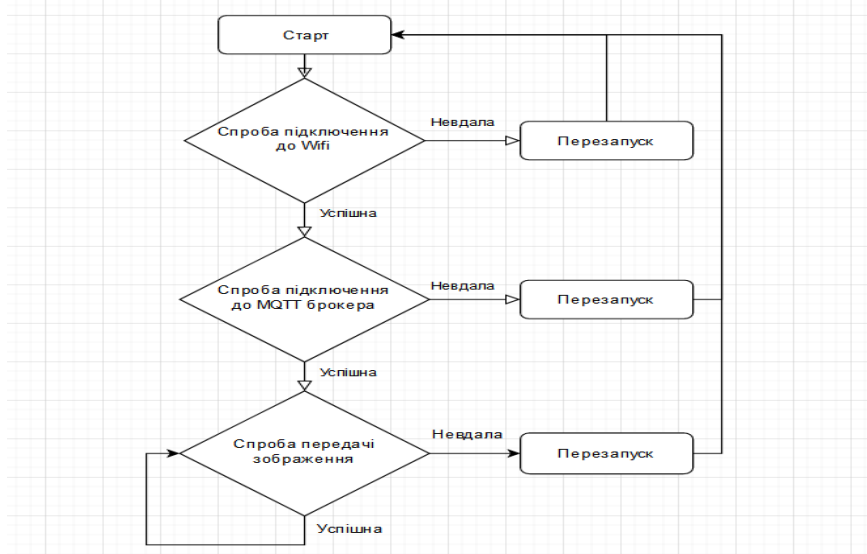 Старт
Спроба підключення
до Wifi
Невдала
Перезапуск
Успішна
Спроба підключення
до MQTT брокера
Невдала
Перезапуск
Успішна
Спроба передачі
зображення
Невдала
Перезапуск
Успішна